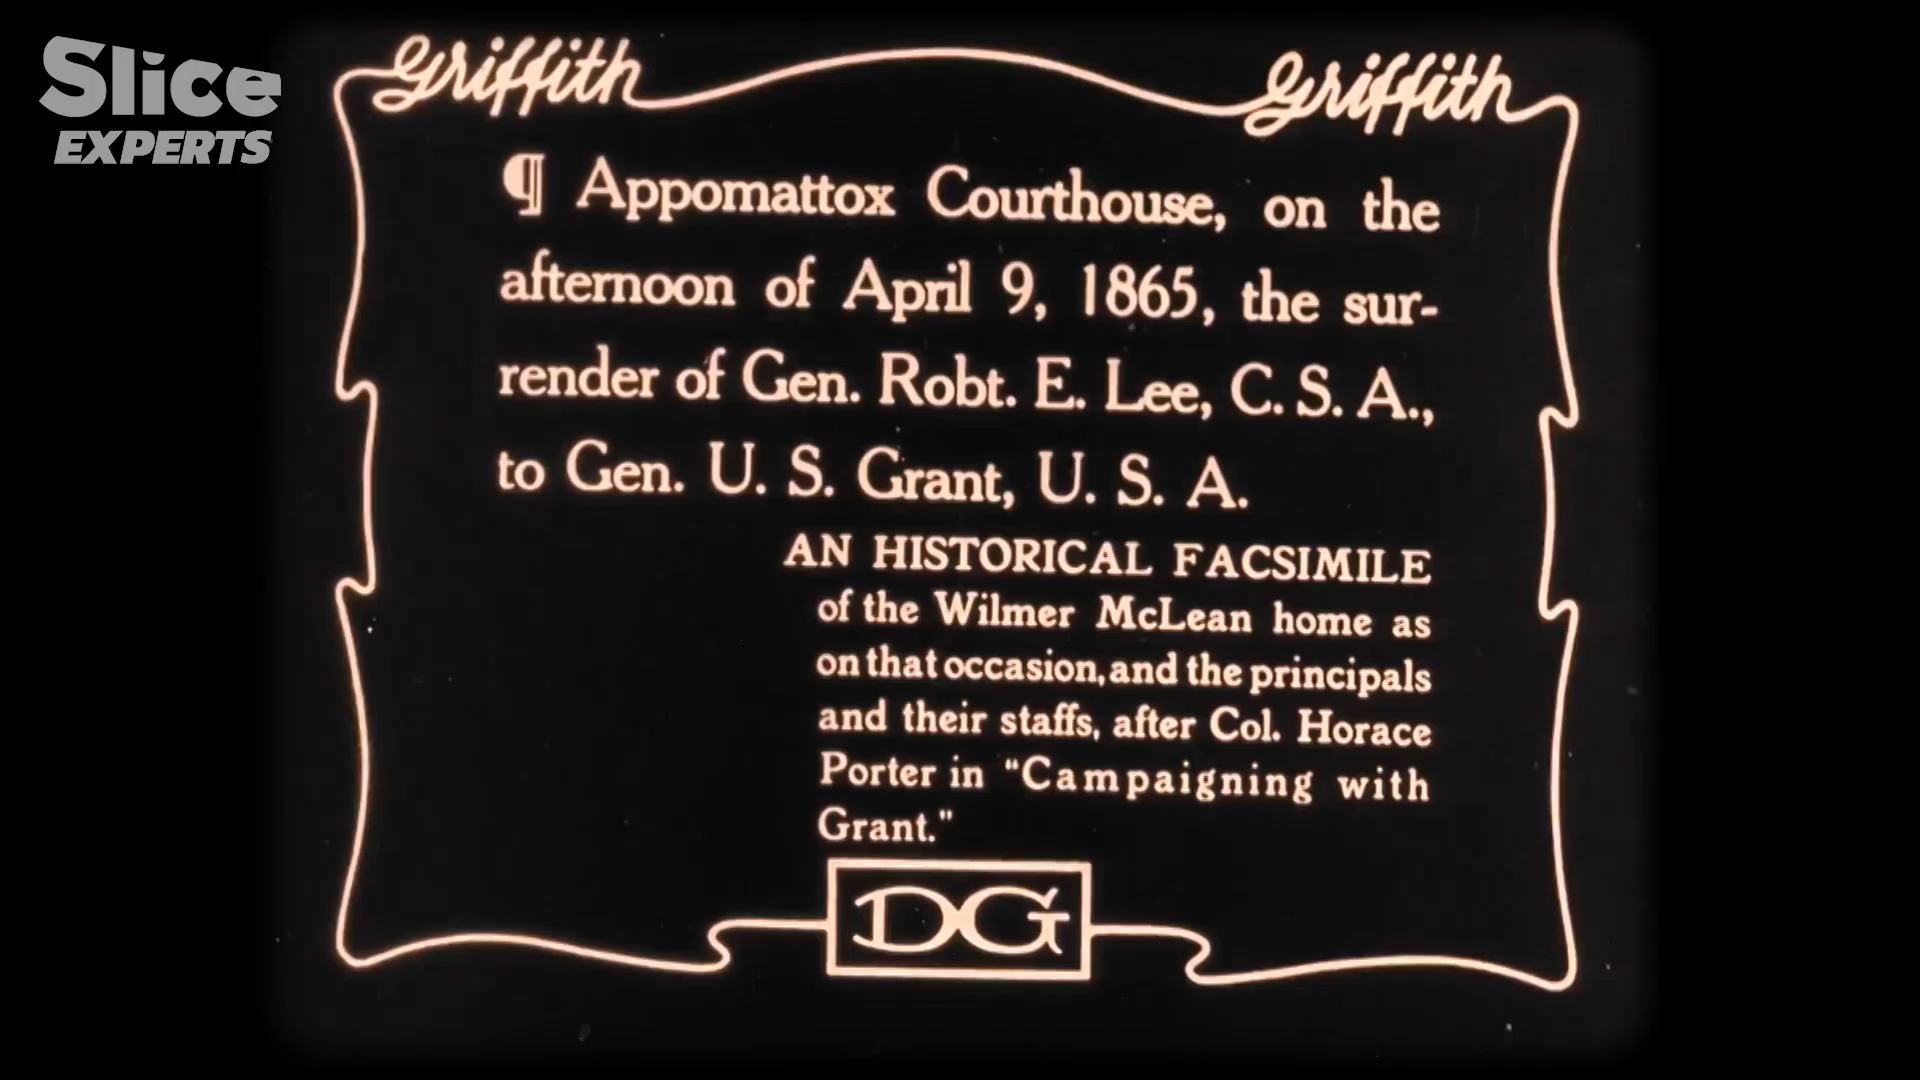 Slice
EXPERTS
Griffith Griffith
¶ Appomattox Courthouse, on the
afternoon of April 9, 1865, the sur-
render of Gen. Robt. E. Lee, C. S. A.,
to Gen. U. S. Grant, U. S. A.
AN HISTORICAL FACSIMILE
of the Wilmer McLean home as
on that occasion, and the principals
and their staffs, after Col. Horace
Porter in "Campaigning with
Grant."
DG